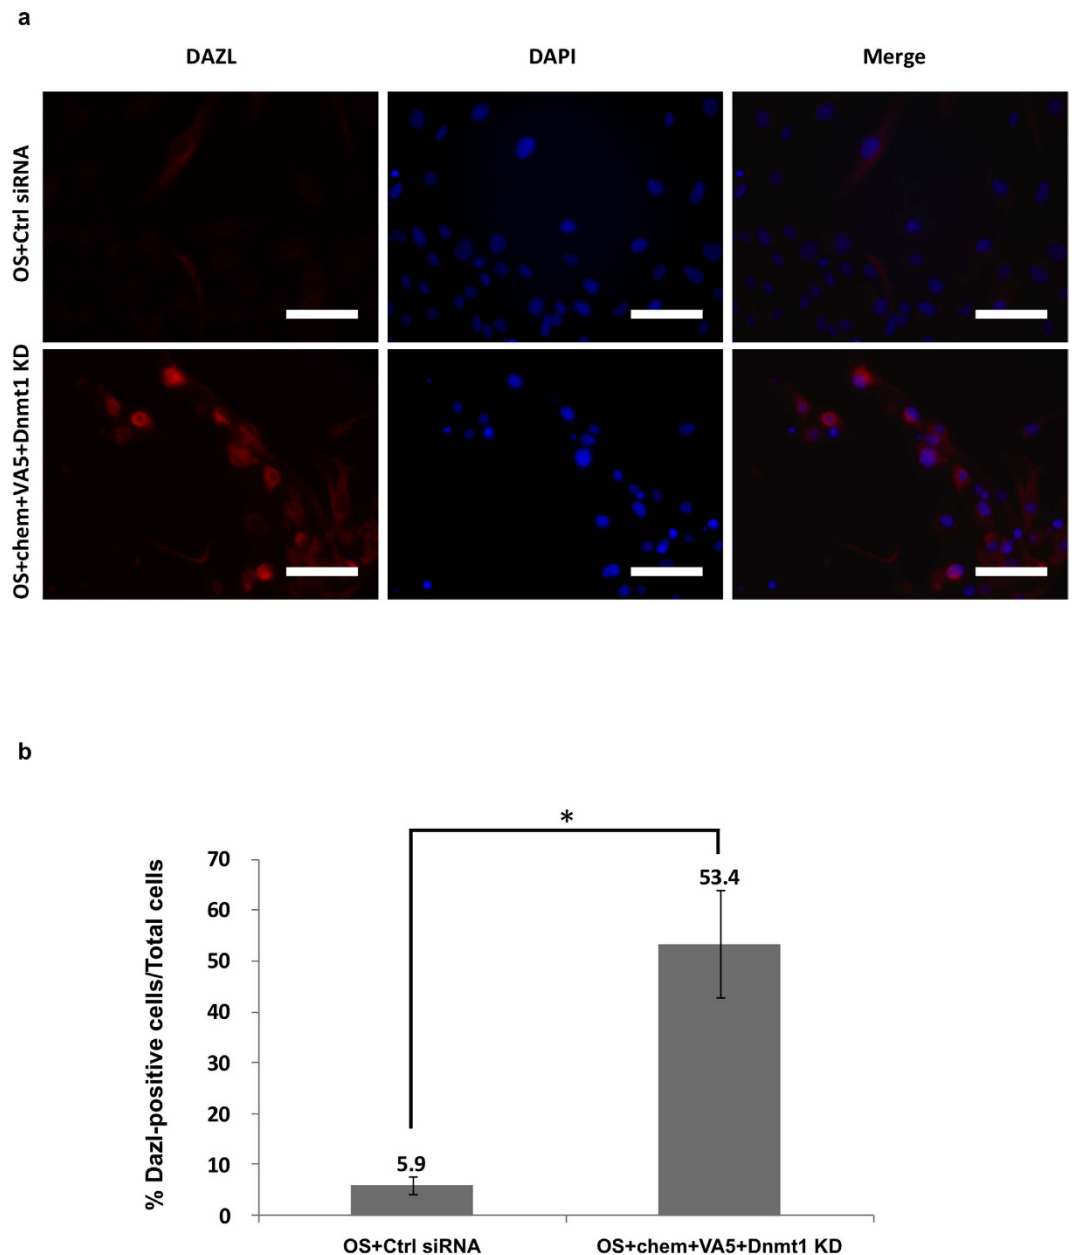 a
DAZL DAPI Merge
OS+Ctrl siRNA
OS+chem+VA5+Dnmt1 KD
b
*
% Dazl-positive cells/Total cells
70
60
50
40
30
20
10
0
53.4
5.9
OS+Ctrl siRNA OS+chem+VA5+Dnmt1 KD